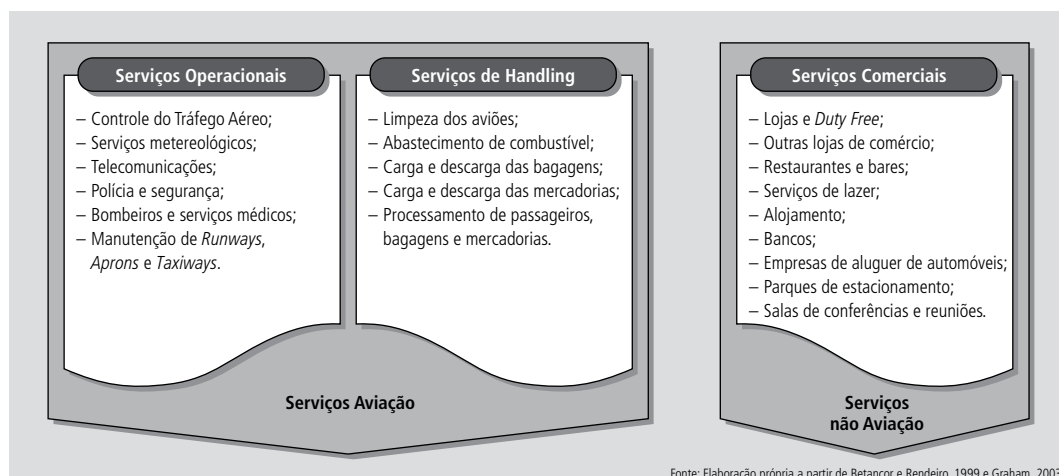 Serviços Operacionais
– Controle do Tráfego Aéreo;
– Serviços metereológicos;
– Telecomunicações;
– Polícia e segurança;
– Bombeiros e serviços médicos;
– Manutenção de Runways,
Aprons e Taxiways.
Serviços de Handling
– Limpeza dos aviões;
– Abastecimento de combustível;
– Carga e descarga das bagagens;
– Carga e descarga das mercadorias;
– Processamento de passageiros,
bagagens e mercadorias.
Serviços Aviação
Serviços Comerciais
– Lojas e Duty Free;
– Outras lojas de comércio;
– Restaurantes e bares;
– Serviços de lazer;
– Alojamento;
– Bancos;
– Empresas de aluguer de automóveis;
– Parques de estacionamento;
– Salas de conferências e reuniões.
Serviços
não Aviação
Fonte: Elaboração própria a partir de Betancor e Rendeiro, 1999 e Graham, 2003